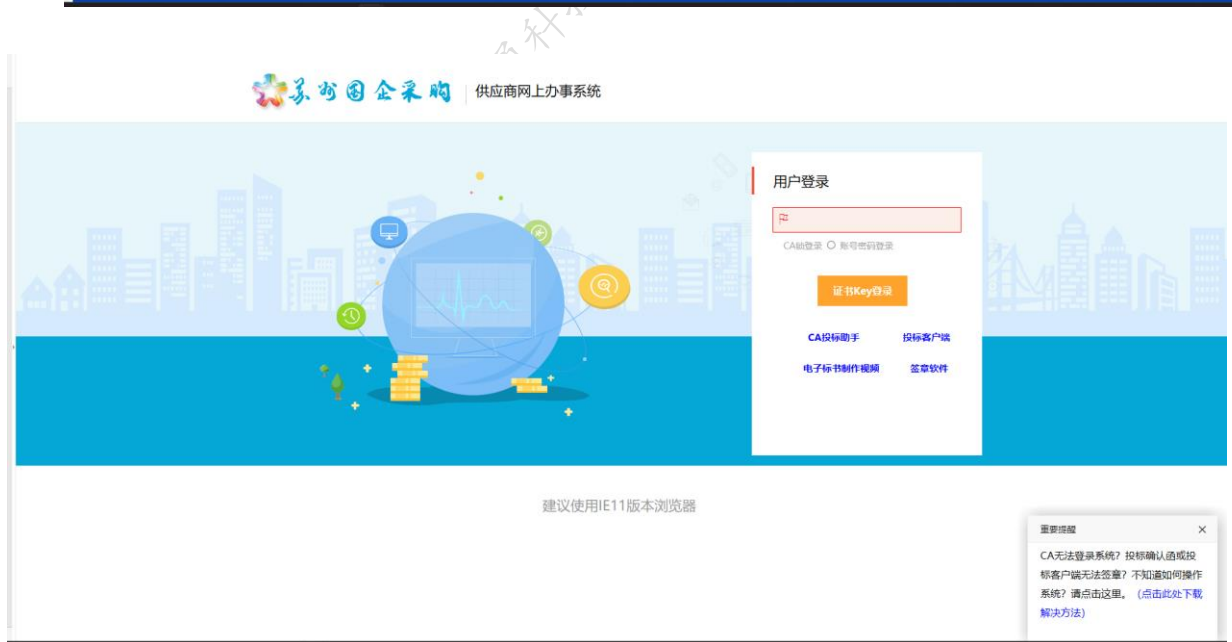 苏州国企采购
供应商网上办事系统
用户登录
CA锁登录 账号密码登录
证书Key登录
CA投标助手 投标客户端
电子标书制作视频 签章软件
建议使用IE11版本浏览器
重要提醒
CA无法登录系统？投标确认函或投
标客户端无法签章？不知道如何操作
系统？请点击这里。（点击此处下载
解决方法）